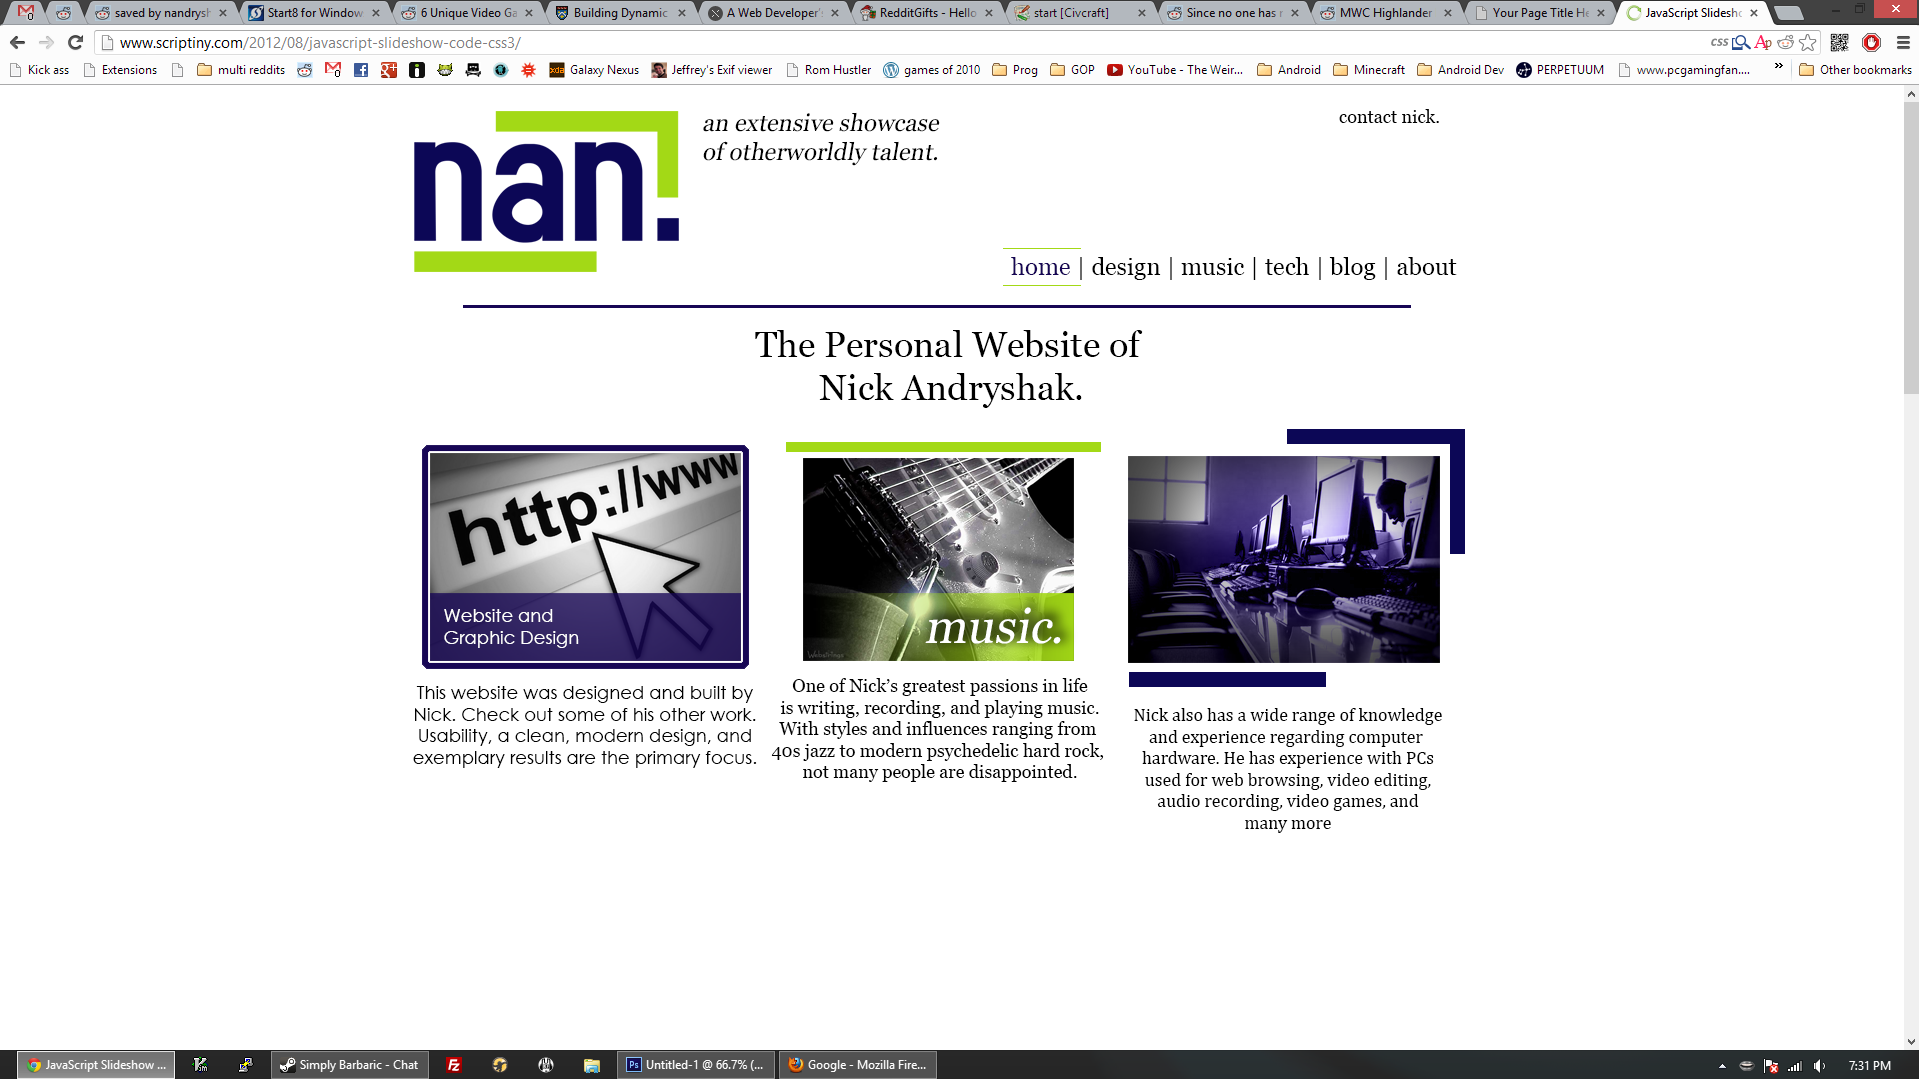 saved by nandrysh
Start8 for Window
6 Unique Video Ga
Building Dynamic
A Web Developer'
RedditGifts - Hello
start [Civcraft]
Since no one has r
MWC Highlander
Your Page Title He
JavaScript Slidesh
www.scriptiny.com/2012/08/javascript-slideshow-code-css3/
css
Kick ass
Extensions
multi reddits
Galaxy Nexus
Jeffrey's Exif viewer
Rom Hustler
games of 2010
Prog
GOP
YouTube - The Weir...
Android
Minecraft
Android Dev
PERPETUUM
www.pcgamingfan....
»
Other bookmarks
nan.
an extensive showcase
of otherworldly talent.
contact nick.
home | design | music | tech | blog | about
The Personal Website of
Nick Andryshak.
http://www
Website and
Graphic Design
This website was designed and built by
Nick. Check out some of his other work.
Usability, a clean, modern design, and
exemplary results are the primary focus.
music.
One of Nick’s greatest passions in life
is writing, recording, and playing music.
With styles and influences ranging from
40s jazz to modern psychedelic hard rock,
not many people are disappointed.
Nick also has a wide range of knowledge
and experience regarding computer
hardware. He has experience with PCs
used for web browsing, video editing,
audio recording, video games, and
many more
JavaScript Slideshow ...
Simply Barbaric - Chat
Fz
Ps
Untitled-1 @ 66.7% (...
Google - Mozilla Fire...
7:31 PM